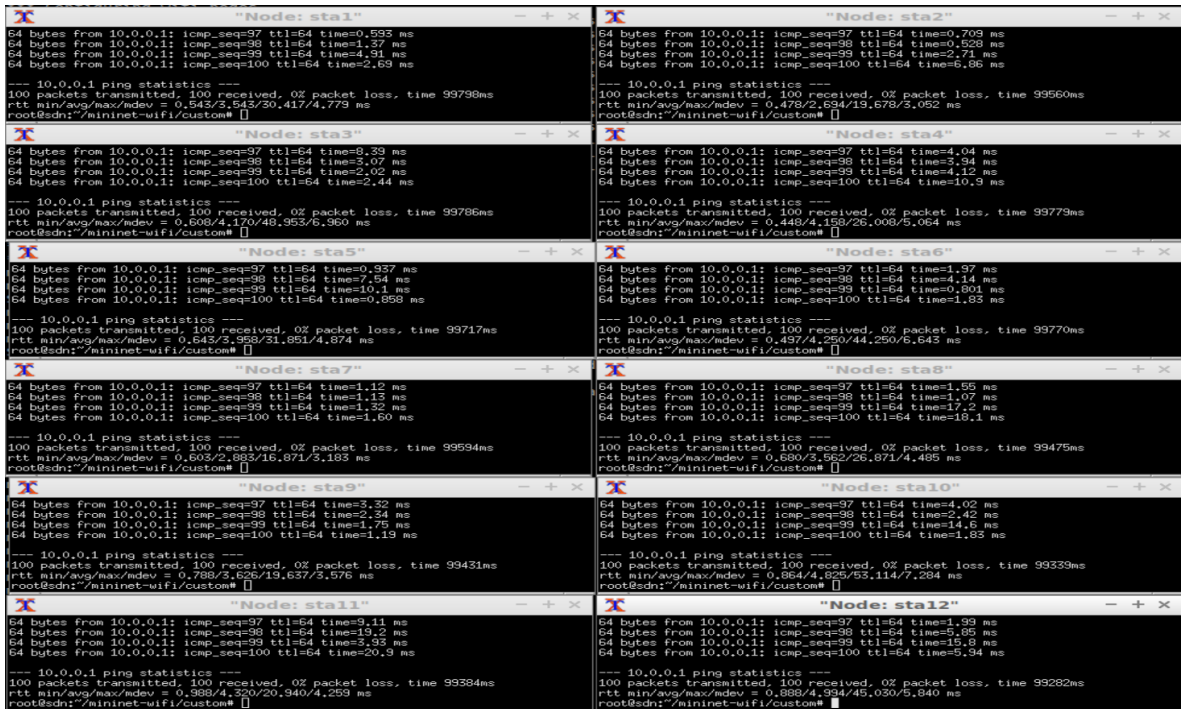 "Node: sta1"
64 bytes from 10.0.0.1: icmp_seq=97 ttl=64 time=0.593 ms
64 bytes from 10.0.0.1: icmp_seq=98 ttl=64 time=1.37 ms
64 bytes from 10.0.0.1: icmp_seq=99 ttl=64 time=4.91 ms
64 bytes from 10.0.0.1: icmp_seq=100 ttl=64 time=2.69 ms
--- 10.0.0.1 ping statistics ---
100 packets transmitted, 100 received, 0% packet loss, time 99798ms
rtt min/avg/max/mdev = 0.543/3.543/30.417/4.779 ms
root@sdn:~/mininet-wifi/custom#
"Node: sta2"
64 bytes from 10.0.0.1: icmp_seq=97 ttl=64 time=0.709 ms
64 bytes from 10.0.0.1: icmp_seq=98 ttl=64 time=0.528 ms
64 bytes from 10.0.0.1: icmp_seq=99 ttl=64 time=2.71 ms
64 bytes from 10.0.0.1: icmp_seq=100 ttl=64 time=6.86 ms
--- 10.0.0.1 ping statistics ---
100 packets transmitted, 100 received, 0% packet loss, time 99560ms
rtt min/avg/max/mdev = 0.478/2.694/19.678/3.052 ms
root@sdn:~/mininet-wifi/custom#
"Node: sta3"
64 bytes from 10.0.0.1: icmp_seq=97 ttl=64 time=8.39 ms
64 bytes from 10.0.0.1: icmp_seq=98 ttl=64 time=3.07 ms
64 bytes from 10.0.0.1: icmp_seq=99 ttl=64 time=2.02 ms
64 bytes from 10.0.0.1: icmp_seq=100 ttl=64 time=2.44 ms
--- 10.0.0.1 ping statistics ---
100 packets transmitted, 100 received, 0% packet loss, time 99786ms
rtt min/avg/max/mdev = 0.608/4.170/48.953/6.960 ms
root@sdn:~/mininet-wifi/custom#
"Node: sta4"
64 bytes from 10.0.0.1: icmp_seq=97 ttl=64 time=4.04 ms
64 bytes from 10.0.0.1: icmp_seq=98 ttl=64 time=3.94 ms
64 bytes from 10.0.0.1: icmp_seq=99 ttl=64 time=4.12 ms
64 bytes from 10.0.0.1: icmp_seq=100 ttl=64 time=10.9 ms
--- 10.0.0.1 ping statistics ---
100 packets transmitted, 100 received, 0% packet loss, time 99779ms
rtt min/avg/max/mdev = 0.448/4.158/26.008/5.064 ms
root@sdn:~/mininet-wifi/custom#
"Node: sta5"
64 bytes from 10.0.0.1: icmp_seq=97 ttl=64 time=0.937 ms
64 bytes from 10.0.0.1: icmp_seq=98 ttl=64 time=7.54 ms
64 bytes from 10.0.0.1: icmp_seq=99 ttl=64 time=10.1 ms
64 bytes from 10.0.0.1: icmp_seq=100 ttl=64 time=0.858 ms
--- 10.0.0.1 ping statistics ---
100 packets transmitted, 100 received, 0% packet loss, time 99717ms
rtt min/avg/max/mdev = 0.643/3.958/31.851/4.874 ms
root@sdn:~/mininet-wifi/custom#
"Node: sta6"
64 bytes from 10.0.0.1: icmp_seq=97 ttl=64 time=1.97 ms
64 bytes from 10.0.0.1: icmp_seq=98 ttl=64 time=4.14 ms
64 bytes from 10.0.0.1: icmp_seq=99 ttl=64 time=0.801 ms
64 bytes from 10.0.0.1: icmp_seq=100 ttl=64 time=1.83 ms
--- 10.0.0.1 ping statistics ---
100 packets transmitted, 100 received, 0% packet loss, time 99770ms
rtt min/avg/max/mdev = 0.497/4.250/44.250/6.643 ms
root@sdn:~/mininet-wifi/custom#
"Node: sta7"
64 bytes from 10.0.0.1: icmp_seq=97 ttl=64 time=1.12 ms
64 bytes from 10.0.0.1: icmp_seq=98 ttl=64 time=1.13 ms
64 bytes from 10.0.0.1: icmp_seq=99 ttl=64 time=1.32 ms
64 bytes from 10.0.0.1: icmp_seq=100 ttl=64 time=1.60 ms
--- 10.0.0.1 ping statistics ---
100 packets transmitted, 100 received, 0% packet loss, time 99594ms
rtt min/avg/max/mdev = 0.603/2.883/16.871/3.183 ms
root@sdn:~/mininet-wifi/custom#
"Node: sta8"
64 bytes from 10.0.0.1: icmp_seq=97 ttl=64 time=1.55 ms
64 bytes from 10.0.0.1: icmp_seq=98 ttl=64 time=1.07 ms
64 bytes from 10.0.0.1: icmp_seq=99 ttl=64 time=17.2 ms
64 bytes from 10.0.0.1: icmp_seq=100 ttl=64 time=18.1 ms
--- 10.0.0.1 ping statistics ---
100 packets transmitted, 100 received, 0% packet loss, time 99475ms
rtt min/avg/max/mdev = 0.680/3.562/26.871/4.485 ms
root@sdn:~/mininet-wifi/custom#
"Node: sta9"
64 bytes from 10.0.0.1: icmp_seq=97 ttl=64 time=3.32 ms
64 bytes from 10.0.0.1: icmp_seq=98 ttl=64 time=2.34 ms
64 bytes from 10.0.0.1: icmp_seq=99 ttl=64 time=1.75 ms
64 bytes from 10.0.0.1: icmp_seq=100 ttl=64 time=1.19 ms
--- 10.0.0.1 ping statistics ---
100 packets transmitted, 100 received, 0% packet loss, time 99431ms
rtt min/avg/max/mdev = 0.788/3.626/19.637/3.576 ms
root@sdn:~/mininet-wifi/custom#
"Node: sta10"
64 bytes from 10.0.0.1: icmp_seq=97 ttl=64 time=4.02 ms
64 bytes from 10.0.0.1: icmp_seq=98 ttl=64 time=2.42 ms
64 bytes from 10.0.0.1: icmp_seq=99 ttl=64 time=14.6 ms
64 bytes from 10.0.0.1: icmp_seq=100 ttl=64 time=1.83 ms
--- 10.0.0.1 ping statistics ---
100 packets transmitted, 100 received, 0% packet loss, time 99339ms
rtt min/avg/max/mdev = 0.864/4.825/53.114/7.284 ms
root@sdn:~/mininet-wifi/custom#
"Node: sta11"
64 bytes from 10.0.0.1: icmp_seq=97 ttl=64 time=9.11 ms
64 bytes from 10.0.0.1: icmp_seq=98 ttl=64 time=19.2 ms
64 bytes from 10.0.0.1: icmp_seq=99 ttl=64 time=3.93 ms
64 bytes from 10.0.0.1: icmp_seq=100 ttl=64 time=20.9 ms
--- 10.0.0.1 ping statistics ---
100 packets transmitted, 100 received, 0% packet loss, time 99384ms
rtt min/avg/max/mdev = 0.988/4.320/20.940/4.259 ms
root@sdn:~/mininet-wifi/custom#
"Node: sta12"
64 bytes from 10.0.0.1: icmp_seq=97 ttl=64 time=1.99 ms
64 bytes from 10.0.0.1: icmp_seq=98 ttl=64 time=5.85 ms
64 bytes from 10.0.0.1: icmp_seq=99 ttl=64 time=15.8 ms
64 bytes from 10.0.0.1: icmp_seq=100 ttl=64 time=5.94 ms
--- 10.0.0.1 ping statistics ---
100 packets transmitted, 100 received, 0% packet loss, time 99282ms
rtt min/avg/max/mdev = 0.888/4.994/45.030/5.840 ms
root@sdn:~/mininet-wifi/custom#